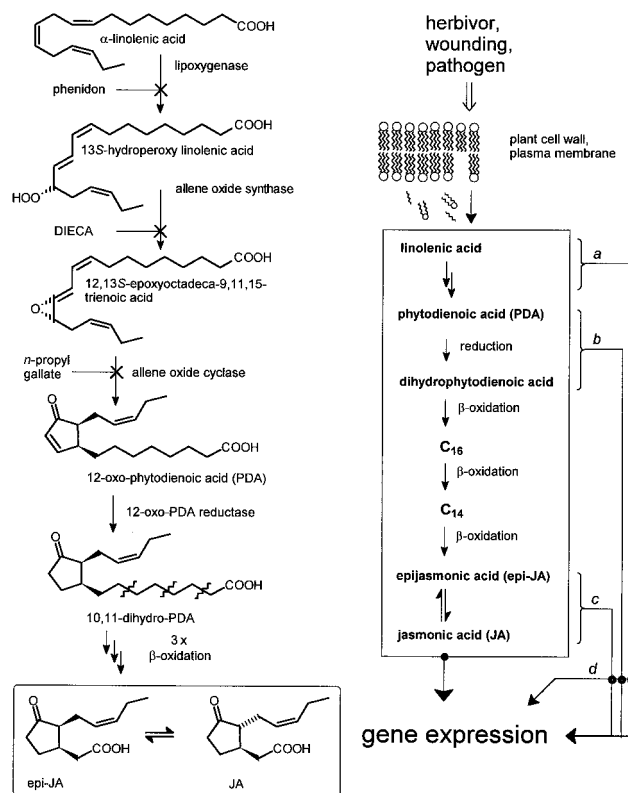 COOH
α-linolenic acid
lipoxygenase
phenidon
COOH
13S-hydroperoxy linolenic acid
HOO
allene oxide synthase
DIECA
COOH
12,13S-epoxyoctadeca-9,11,15-
trienoic acid
O
n-propyl
gallate
allene oxide cyclase
O
COOH
12-oxo-phytodienoic acid (PDA)
12-oxo-PDA reductase
O
COOH
10,11-dihydro-PDA
3 x
β-oxidation
O
COOH
epi-JA
O
COOH
JA
herbivor,
wounding,
pathogen
plant cell wall,
plasma membrane
linolenic acid
a
phytodienoic acid (PDA)
b
reduction
dihydrophytodienoic acid
β-oxidation
C16
β-oxidation
C14
β-oxidation
epijasmonic acid (epi-JA)
c
jasmonic acid (JA)
d
gene expression